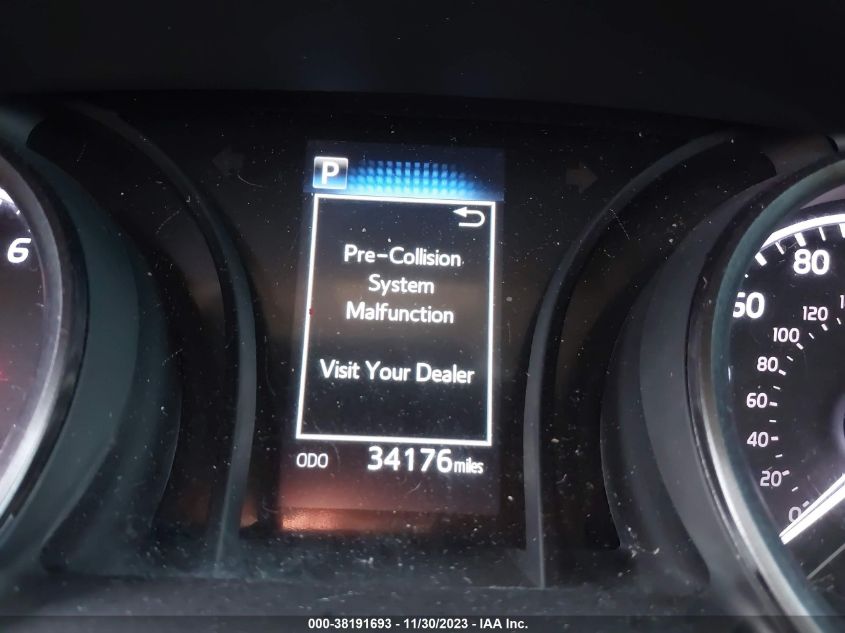 P
Pre-Collision
System
Malfunction
Visit Your Dealer
ODO 34176 miles
6
80
60
120
100
80
60
40
20
0
000-38191693 - 11/30/2023 - IAA Inc.